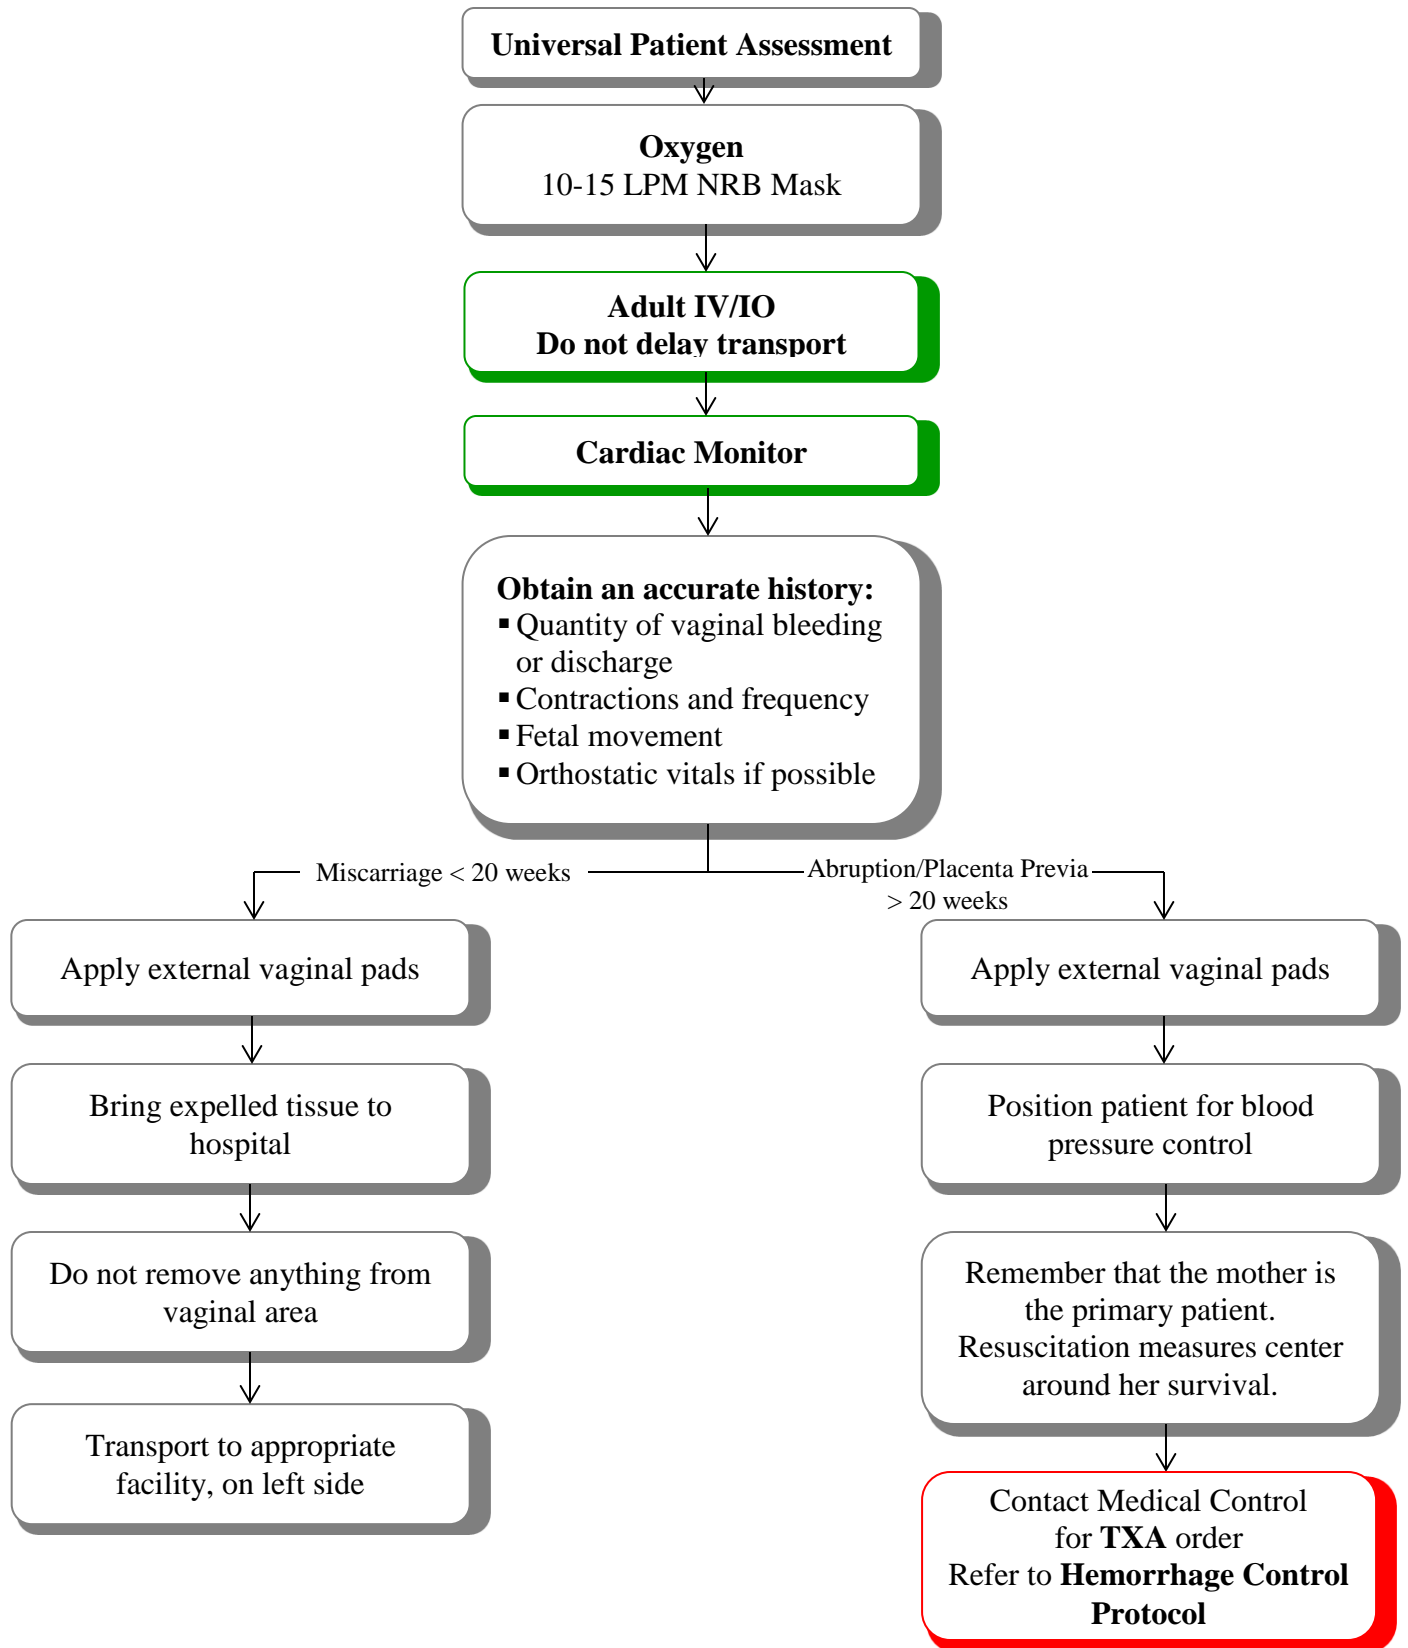 Universal Patient Assessment
Oxygen
10-15 LPM NRB Mask
Adult IV/IO
Do not delay transport
Cardiac Monitor
Obtain an accurate history:
▪ Quantity of vaginal bleeding
or discharge
▪ Contractions and frequency
▪ Fetal movement
▪ Orthostatic vitals if possible
Miscarriage < 20 weeks
Abruption/Placenta Previa
> 20 weeks
Apply external vaginal pads
Bring expelled tissue to
hospital
Do not remove anything from
vaginal area
Transport to appropriate
facility, on left side
Apply external vaginal pads
Position patient for blood
pressure control
Remember that the mother is
the primary patient.
Resuscitation measures center
around her survival.
Contact Medical Control
for TXA order
Refer to Hemorrhage Control
Protocol